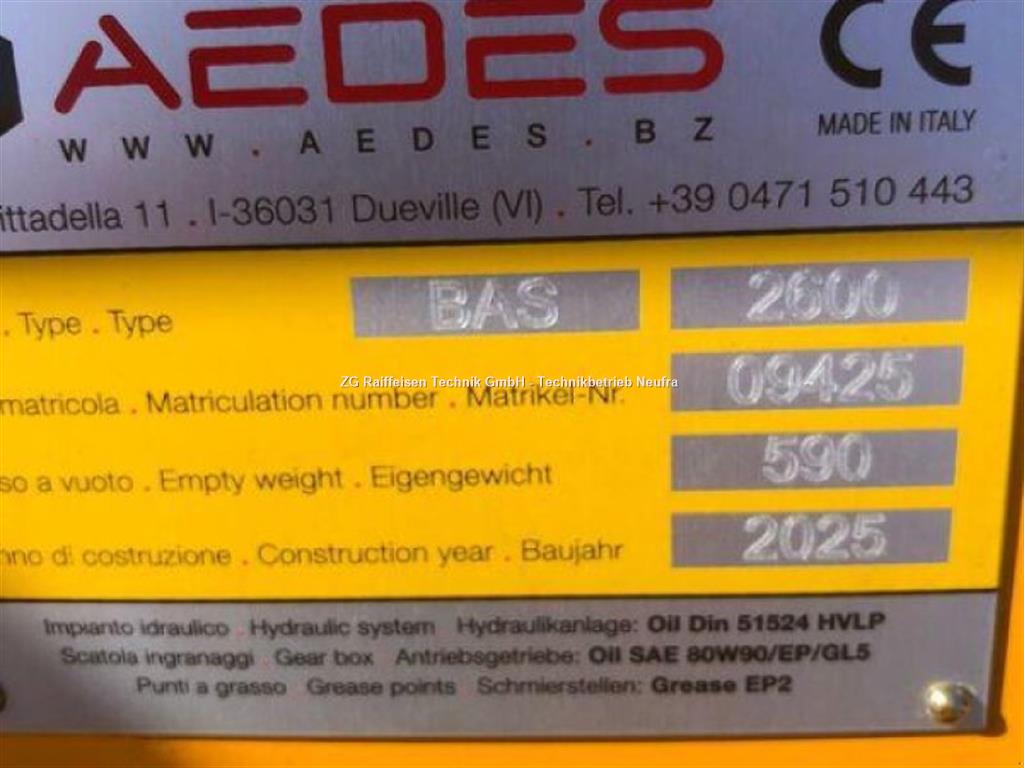 AEDES CE
WWW.AEDES.BZ MADE IN ITALY
ittadella 11 . I-36031 Dueville (VI) . Tel. +39 0471 510 443
. Type . Type BAS 2600
ZG Raiffeisen Technik GmbH - Technikbetrieb Neufra
matricola . Matriculation number . Matrikel-Nr. 09425
so a vuoto . Empty weight . Eigengewicht 590
nno di costruzione . Construction year . Baujahr 2025
Impianto idraulico . Hydraulic system . Hydraulikanlage: Oil Din 51524 HVLP
Scatola ingranaggi . Gear box . Antriebsgetriebe: Oil SAE 80W90/EP/GL5
Punti a grasso . Grease points . Schmierstellen: Grease EP2